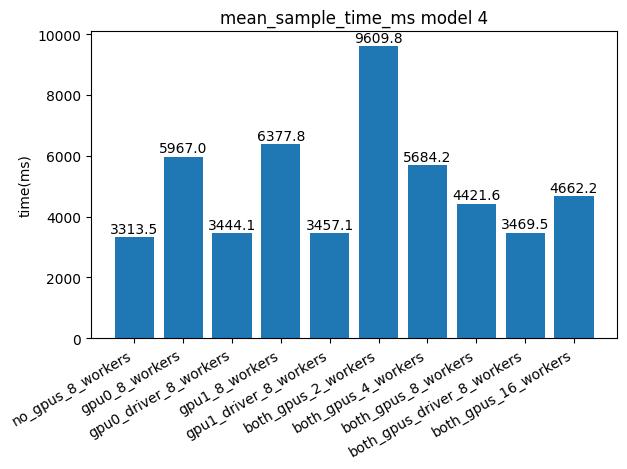 mean_sample_time_ms model 4
10000
8000
6000
4000
2000
0
time(ms)
3313.5
5967.0
3444.1
6377.8
3457.1
9609.8
5684.2
4421.6
3469.5
4662.2
no_gpus_8_workers
gpu0_8_workers
gpu0_driver_8_workers
gpu1_8_workers
gpu1_driver_8_workers
both_gpus_2_workers
both_gpus_4_workers
both_gpus_8_workers
both_gpus_driver_8_workers
both_gpus_16_workers